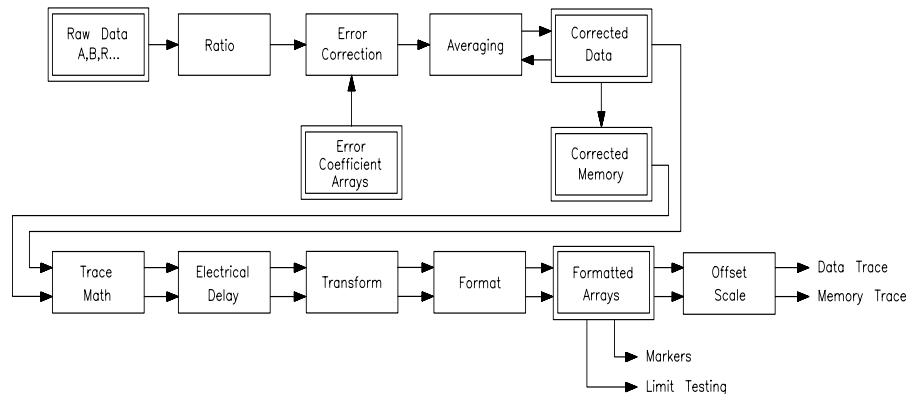 Raw Data
A,B,R...
Ratio
Error
Correction
Averaging
Corrected
Data
Error
Coefficient
Arrays
Corrected
Memory
Trace
Math
Electrical
Delay
Transform
Format
Formatted
Arrays
Offset
Scale
Data Trace
Memory Trace
Markers
Limit Testing